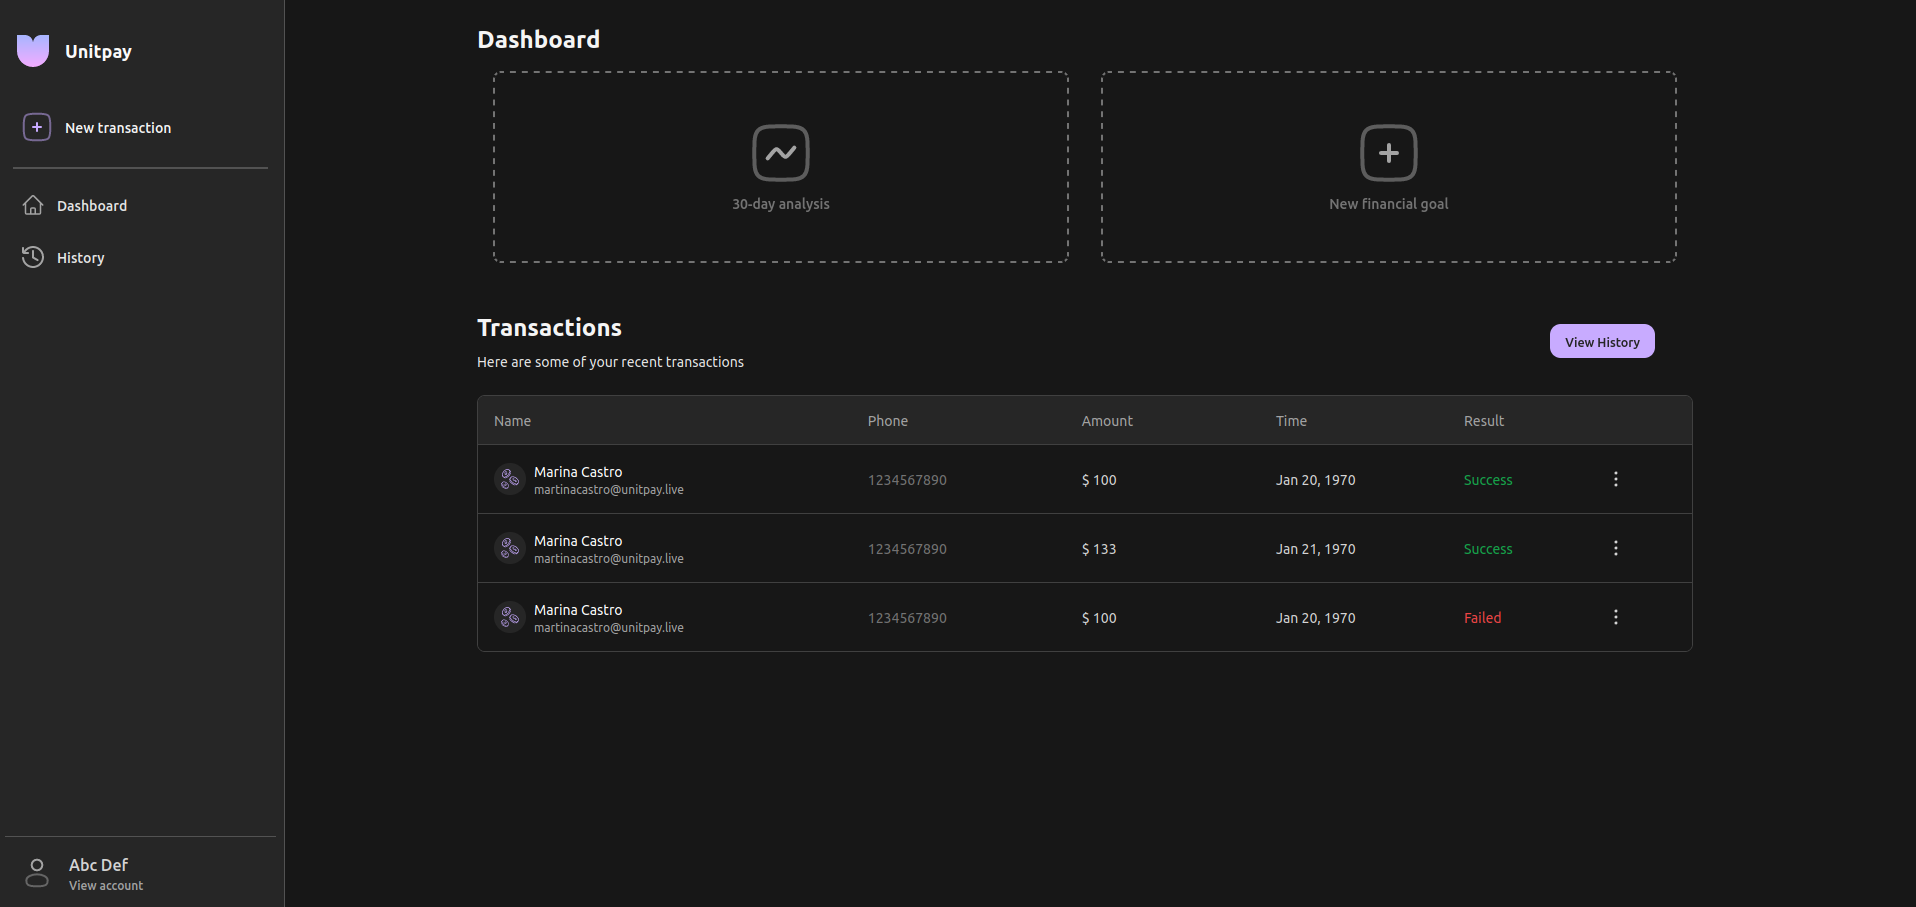 Unitpay
New transaction
Dashboard
History
Abc Def
View account
Dashboard
30-day analysis
New financial goal
Transactions
Here are some of your recent transactions
View History
Name Phone Amount Time Result
Marina Castro
martinacastro@unitpay.live
1234567890 $ 100 Jan 20, 1970 Success
Marina Castro
martinacastro@unitpay.live
1234567890 $ 133 Jan 21, 1970 Success
Marina Castro
martinacastro@unitpay.live
1234567890 $ 100 Jan 20, 1970 Failed